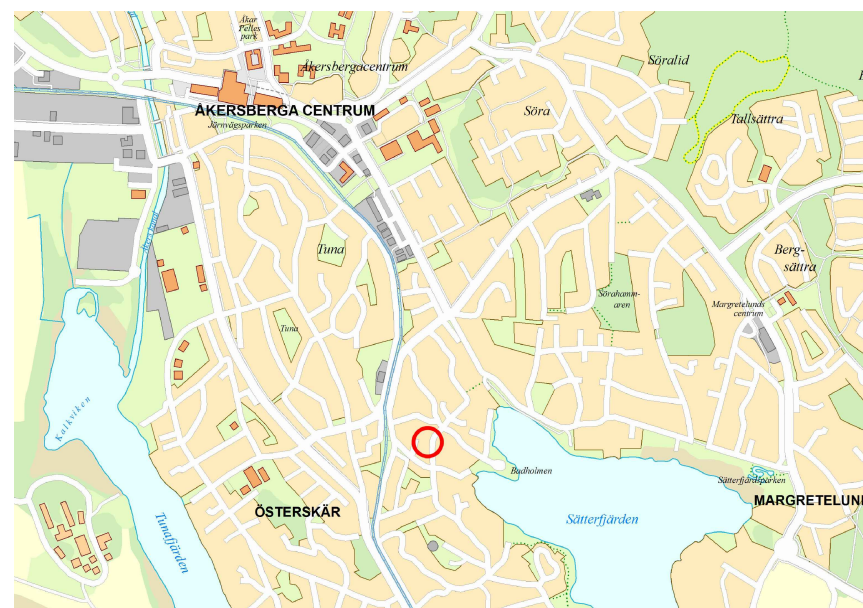 Åkar
Pelles
park
Åkersbergacentrum
ÅKERSBERGA CENTRUM
Järnvägsparken
Söra
Söralid
Tallsättra
Tuna
Tuna
Berg-
sättra
Sörahamm-
aren
Margretelunds
centrum
Kalkviken
Badholmen
Sätterfjärdsparken
MARGRETELUN
ÖSTERSKÄR
Sätterfjärden
Tunafjärden